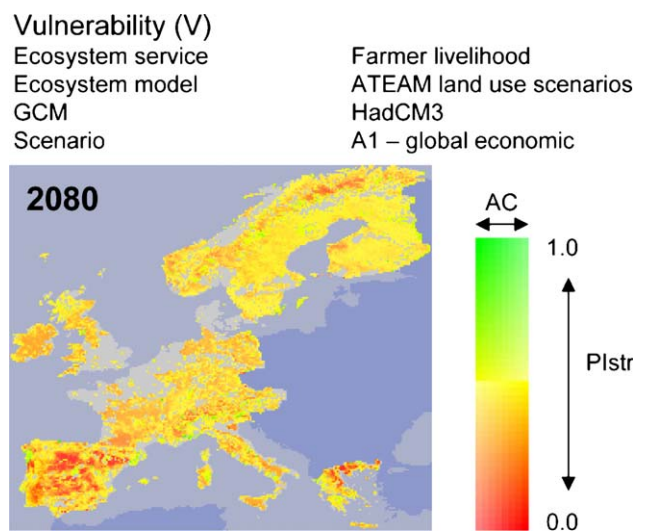 Vulnerability (V)
Ecosystem service Farmer livelihood
Ecosystem model ATEAM land use scenarios
GCM HadCM3
Scenario A1 – global economic
2080
AC
1.0
PIstr
0.0